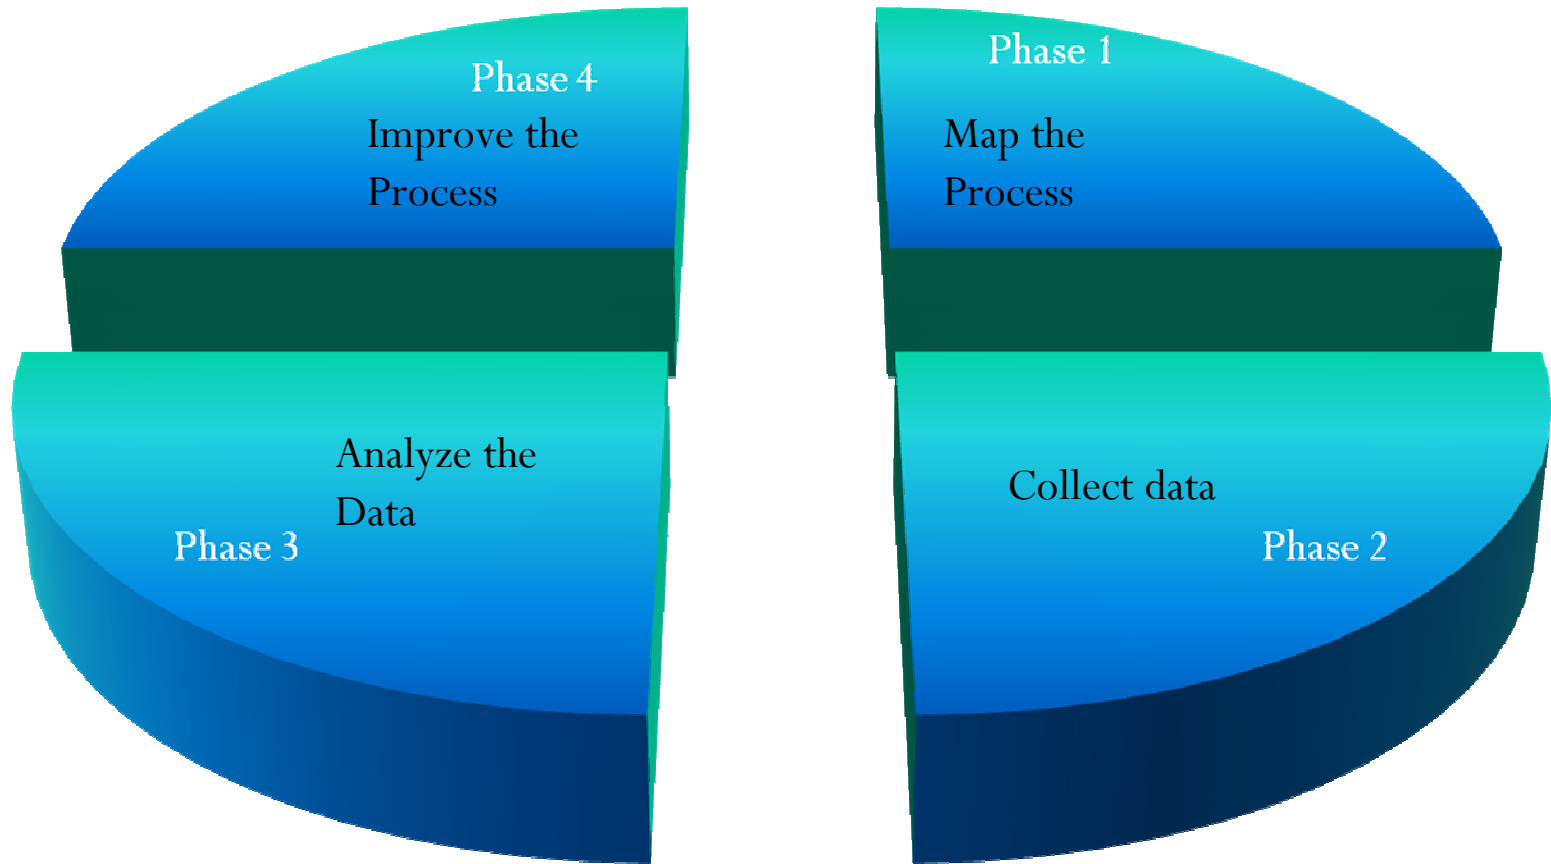 Phase 1
Map the
Process
Collect data
Phase 2
Analyze the
Data
Phase 3
Phase 4
Improve the
Process